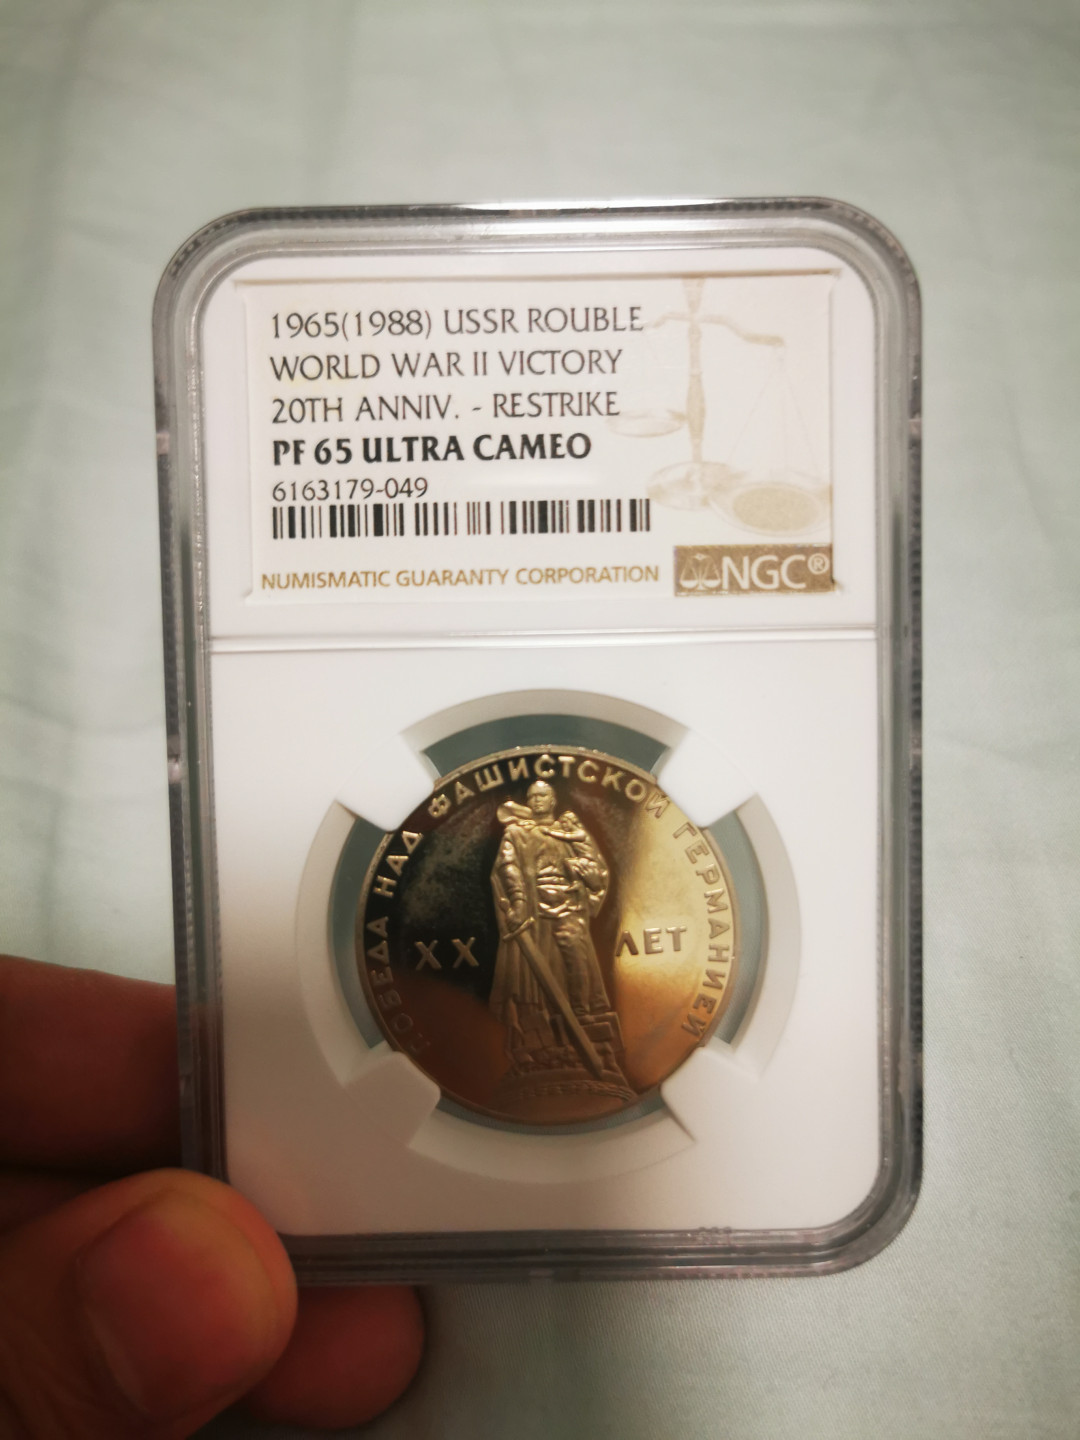 1965(1988) USSR ROUBLE
WORLD WAR II VICTORY
20TH ANNIV. - RESTRIKE
PF 65 ULTRA CAMEO
6163179-049
NUMISMATIC GUARANTY CORPORATION
NGC®
ПОБЕДА НАД ФАШИСТСКОЙ ГЕРМАНИЕЙ
XX ЛЕТ